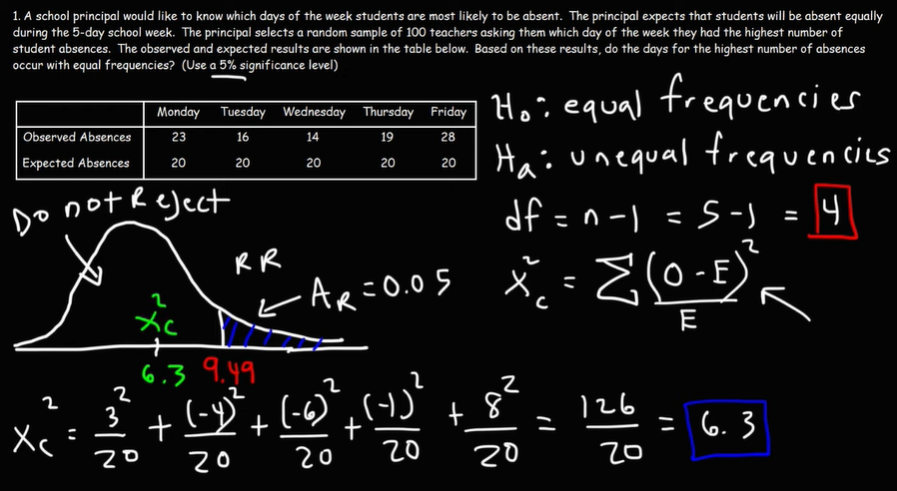 1. A school principal would like to know which days of the week students are most likely to be absent. The principal expects that students will be absent equally
during the 5-day school week. The principal selects a random sample of 100 teachers asking them which day of the week they had the highest number of
student absences. The observed and expected results are shown in the table below. Based on these results, do the days for the highest number of absences
occur with equal frequencies? (Use a 5% significance level)
Monday Tuesday Wednesday Thursday Friday
Observed Absences 23 16 14 19 28
Expected Absences 20 20 20 20 20
H₀: equal frequencies
Hₐ: unequal frequencies
df = n-1 = 5-1 = 4
X²c = Σ(O-E)²/E
Do not Reject
RR
AR = 0.05
X²c
6.3 9.49
X²c = 3²/20 + (-4)²/20 + (-6)²/20 + (-1)²/20 + 8²/20 = 126/20 = 6.3